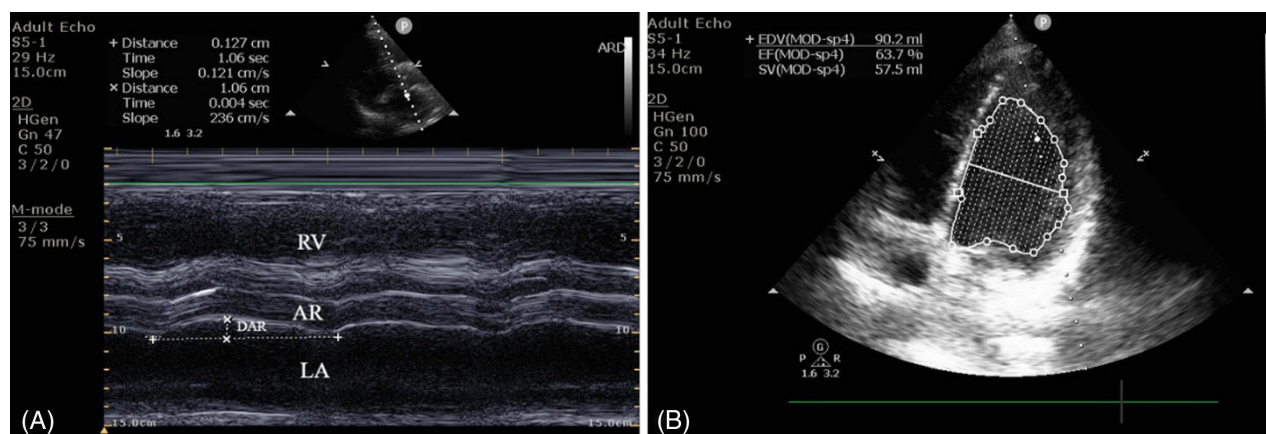 Adult Echo
S5-1
29 Hz
15.0cm
2D
HGen
Gn 47
C 50
3 / 2 / 0
M-mode
3 / 3
75 mm/s
+ Distance 0.127 cm
Time 1.06 sec
Slope 0.121 cm/s
× Distance 1.06 cm
Time 0.004 sec
Slope 236 cm/s
1.6 3.2
P
ARD
RV
5 5
AR
DAR
10 10
LA
15.0cm 15.0cm
(A)
Adult Echo
S5-1
34 Hz
15.0cm
2D
HGen
Gn 100
C 50
3 / 2 / 0
75 mm/s
+ EDV(MOD-sp4) 90.2 ml
EF(MOD-sp4) 63.7 %
SV(MOD-sp4) 57.5 ml
P
G
P R
1.6 3.2
(B)